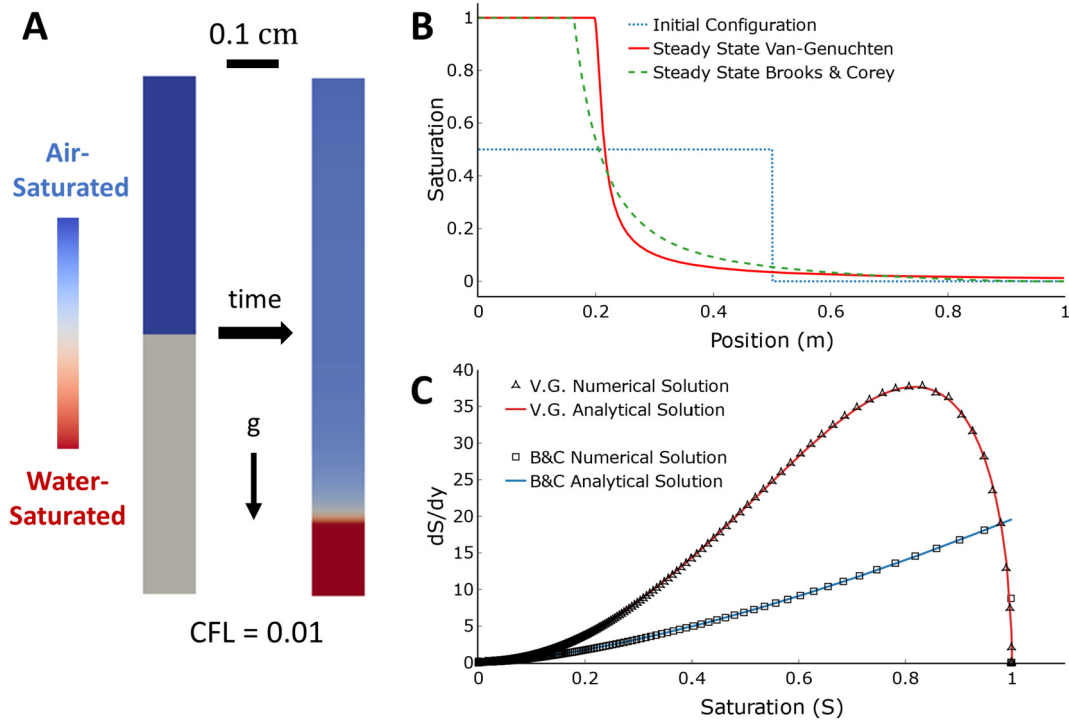 A
0.1 cm
Air-
Saturated
time
g
Water-
Saturated
CFL = 0.01
B
Initial Configuration
Steady State Van-Genuchten
Steady State Brooks & Corey
Saturation
1
0.8
0.6
0.4
0.2
0
0
0.2
0.4
0.6
0.8
1
Position (m)
C
V.G. Numerical Solution
V.G. Analytical Solution
B&C Numerical Solution
B&C Analytical Solution
dS/dy
40
35
30
25
20
15
10
5
0
0
0.2
0.4
0.6
0.8
1
Saturation (S)